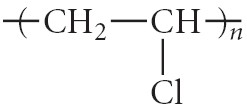 ( CH2 — CH )n
Cl